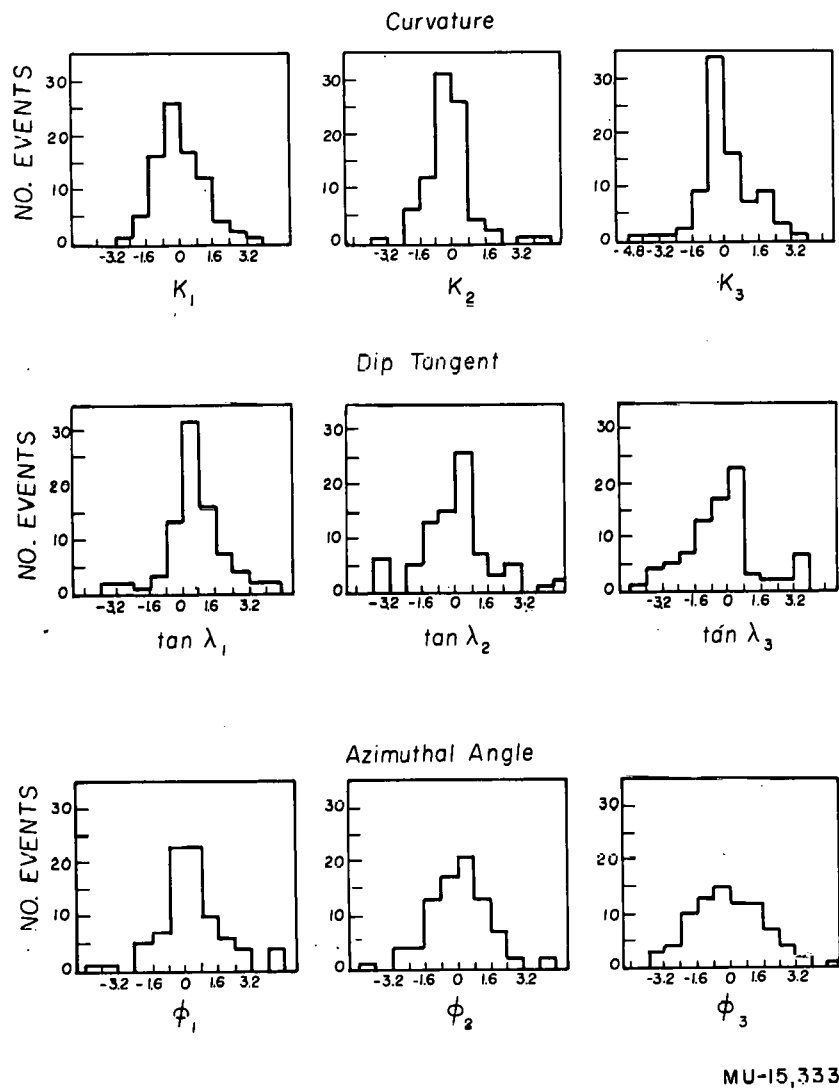 Curvature
NO. EVENTS
30
20
10
0
-3.2 -1.6 0 1.6 3.2
K₁
30
20
10
0
-3.2 -1.6 0 1.6 3.2
K₂
30
20
10
0
-4.8 -3.2 -1.6 0 1.6 3.2
K₃
Dip Tangent
NO. EVENTS
30
20
10
0
-3.2 -1.6 0 1.6 3.2
tan λ₁
30
20
10
0
-3.2 -1.6 0 1.6 3.2
tan λ₂
30
20
10
0
-3.2 -1.6 0 1.6 3.2
tan λ₃
Azimuthal Angle
NO. EVENTS
30
20
10
0
-3.2 -1.6 0 1.6 3.2
ϕ₁
30
20
10
0
-3.2 -1.6 0 1.6 3.2
ϕ₂
30
20
10
0
-3.2 -1.6 0 1.6 3.2
ϕ₃
MU-15,333